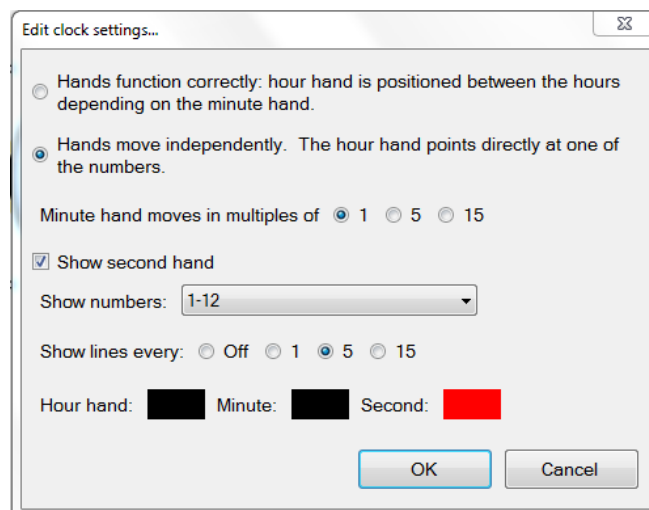 Edit clock settings...
Hands function correctly: hour hand is positioned between the hours
depending on the minute hand.
Hands move independently.  The hour hand points directly at one of
the numbers.
Minute hand moves in multiples of 1 5 15
Show second hand
Show numbers: 1-12
Show lines every: Off 1 5 15
Hour hand: Minute: Second:
OK Cancel